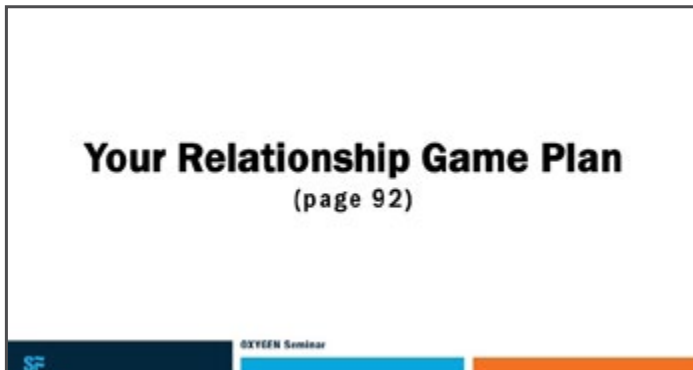 Your Relationship Game Plan
(page 92)
OXYGEN Seminar
SF